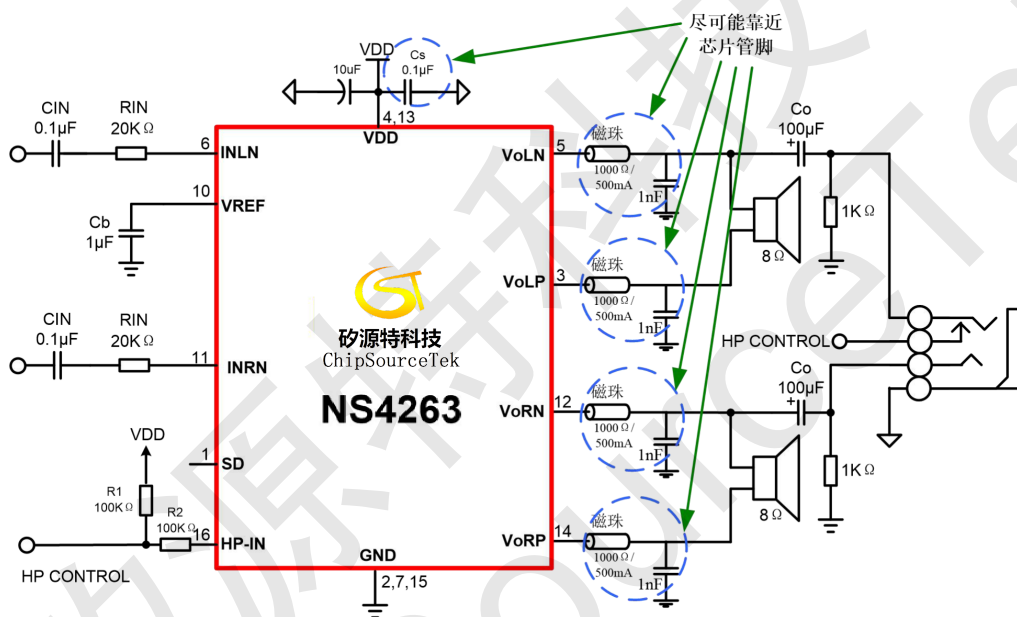 尽可能靠近
芯片管脚
VDD
10uF
Cs
0.1μF
4,13
VDD
CIN
0.1μF
RIN
20KΩ
6
INLN
10
VREF
Cb
1μF
CIN
0.1μF
RIN
20KΩ
11
INRN
VDD
R1
100KΩ
1
SD
R2
100KΩ
16
HP-IN
HP CONTROL
矽源特科技
ChipSourceTek
NS4263
GND
2,7,15
VoLN
5
磁珠
1000Ω/
500mA
1nF
VoLP
3
磁珠
1000Ω/
500mA
1nF
VoRN
12
磁珠
1000Ω/
500mA
1nF
VoRP
14
磁珠
1000Ω/
500mA
1nF
Co
100μF
+
1KΩ
8Ω
HP CONTROL
Co
100μF
+
1KΩ
8Ω